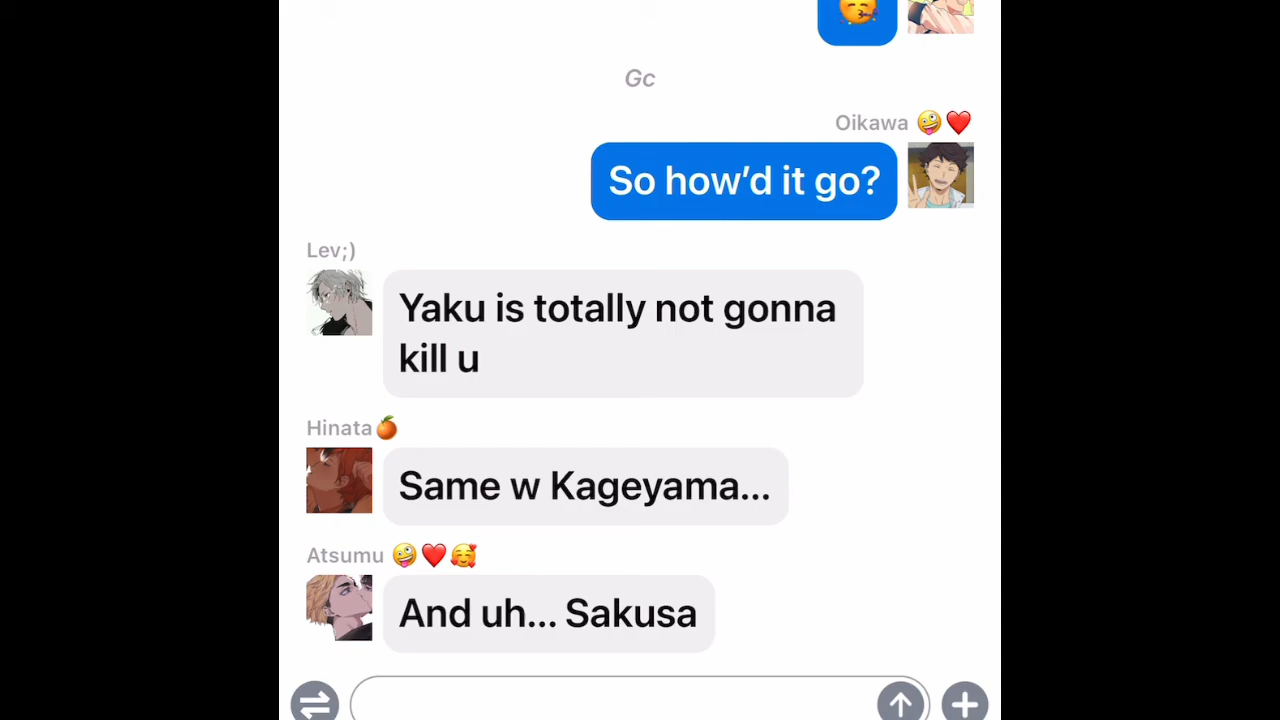 Gc
Oikawa 🤪❤️
So how’d it go?
Lev;)
Yaku is totally not gonna
kill u
Hinata🍊
Same w Kageyama...
Atsumu 🤪❤️🥰
And uh... Sakusa